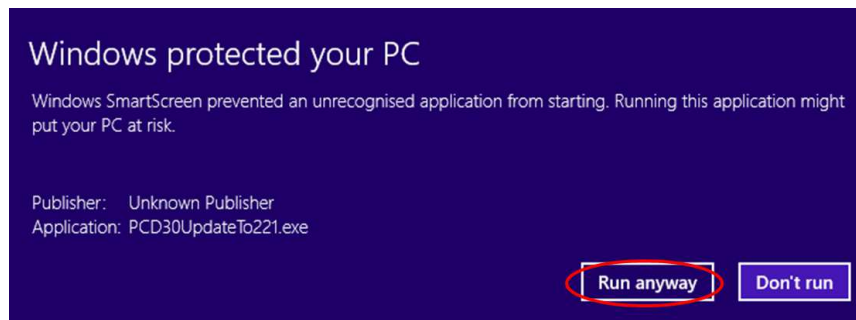 Windows protected your PC
Windows SmartScreen prevented an unrecognised application from starting. Running this application might
put your PC at risk.
Publisher: Unknown Publisher
Application: PCD30UpdateTo221.exe
Run anyway Don't run